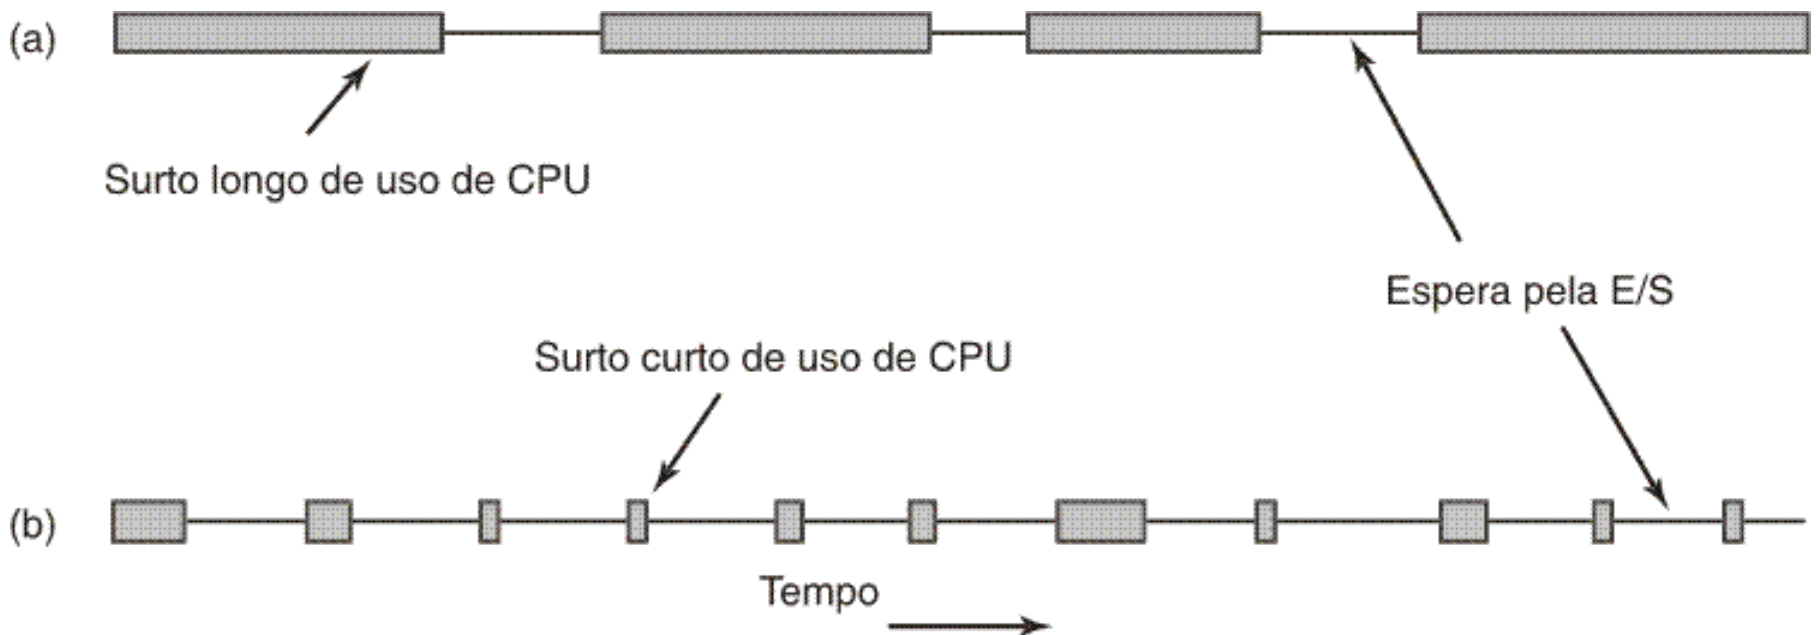 (a)
Surto longo de uso de CPU
Espera pela E/S
Surto curto de uso de CPU
(b)
Tempo